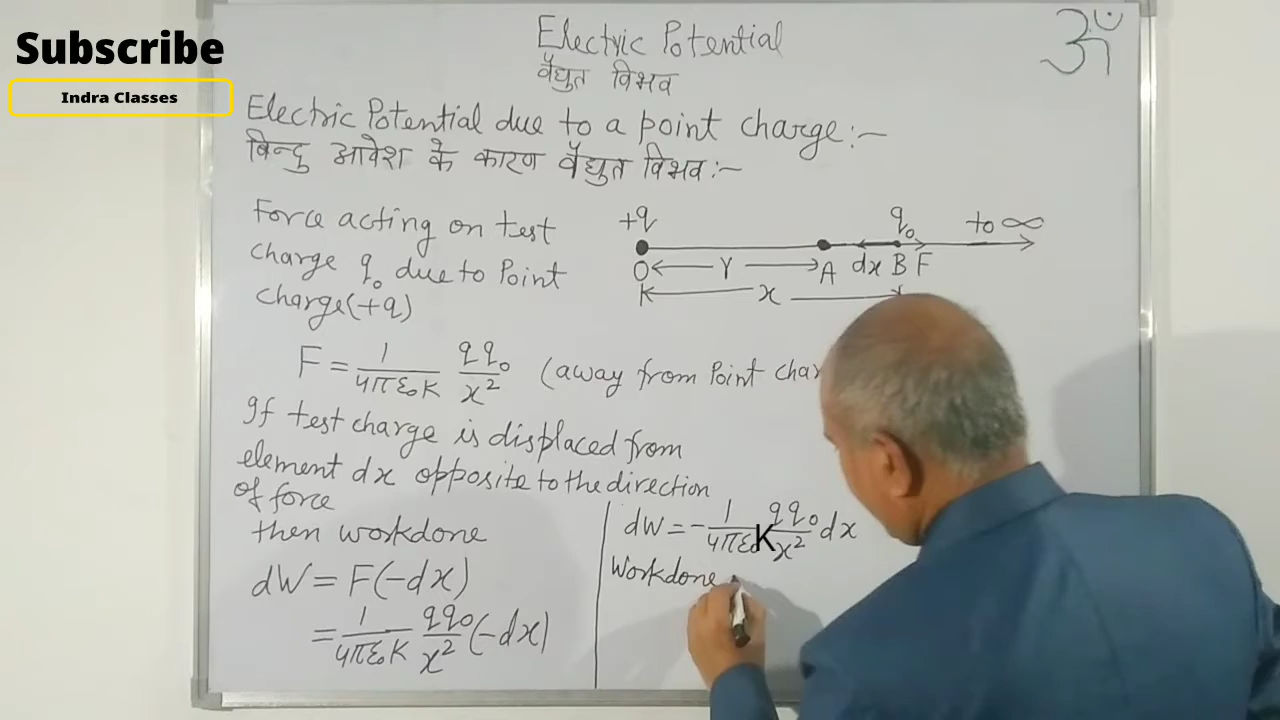 Subscribe
Indra Classes
Electric Potential
वैद्युत विभव
ॐ
Electric Potential due to a point charge:-
बिन्दु आवेश के कारण वैद्युत विभव:-
Force acting on test
charge q₀ due to Point
charge(+q)
+q q₀ to ∞
O r A dx B F
x
F = 1/4πε₀K qq₀/x² (away from Point char
If test charge is displaced from
element dx opposite to the direction
of force
then workdone
dW = F(-dx)
= 1/4πε₀K qq₀/x² (-dx)
dW = - 1/4πε₀K qq₀/x² dx
Workdone